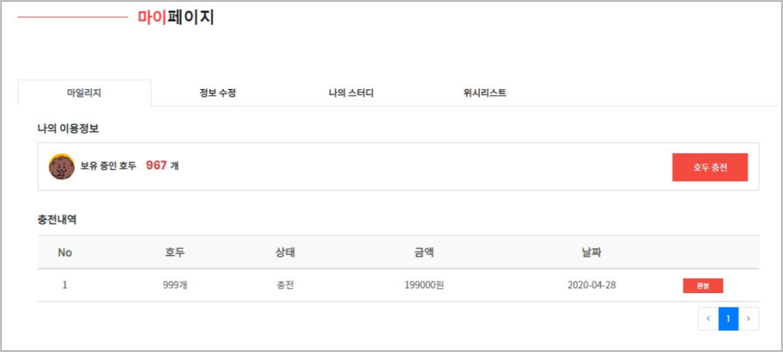 마이페이지
마일리지 정보 수정 나의 스터디 위시리스트
나의 이용정보
보유 중인 호두 967 개 호두 충전
충전내역
No 호두 상태 금액 날짜
1 999개 충전 199000원 2020-04-28 환불
< 1 >